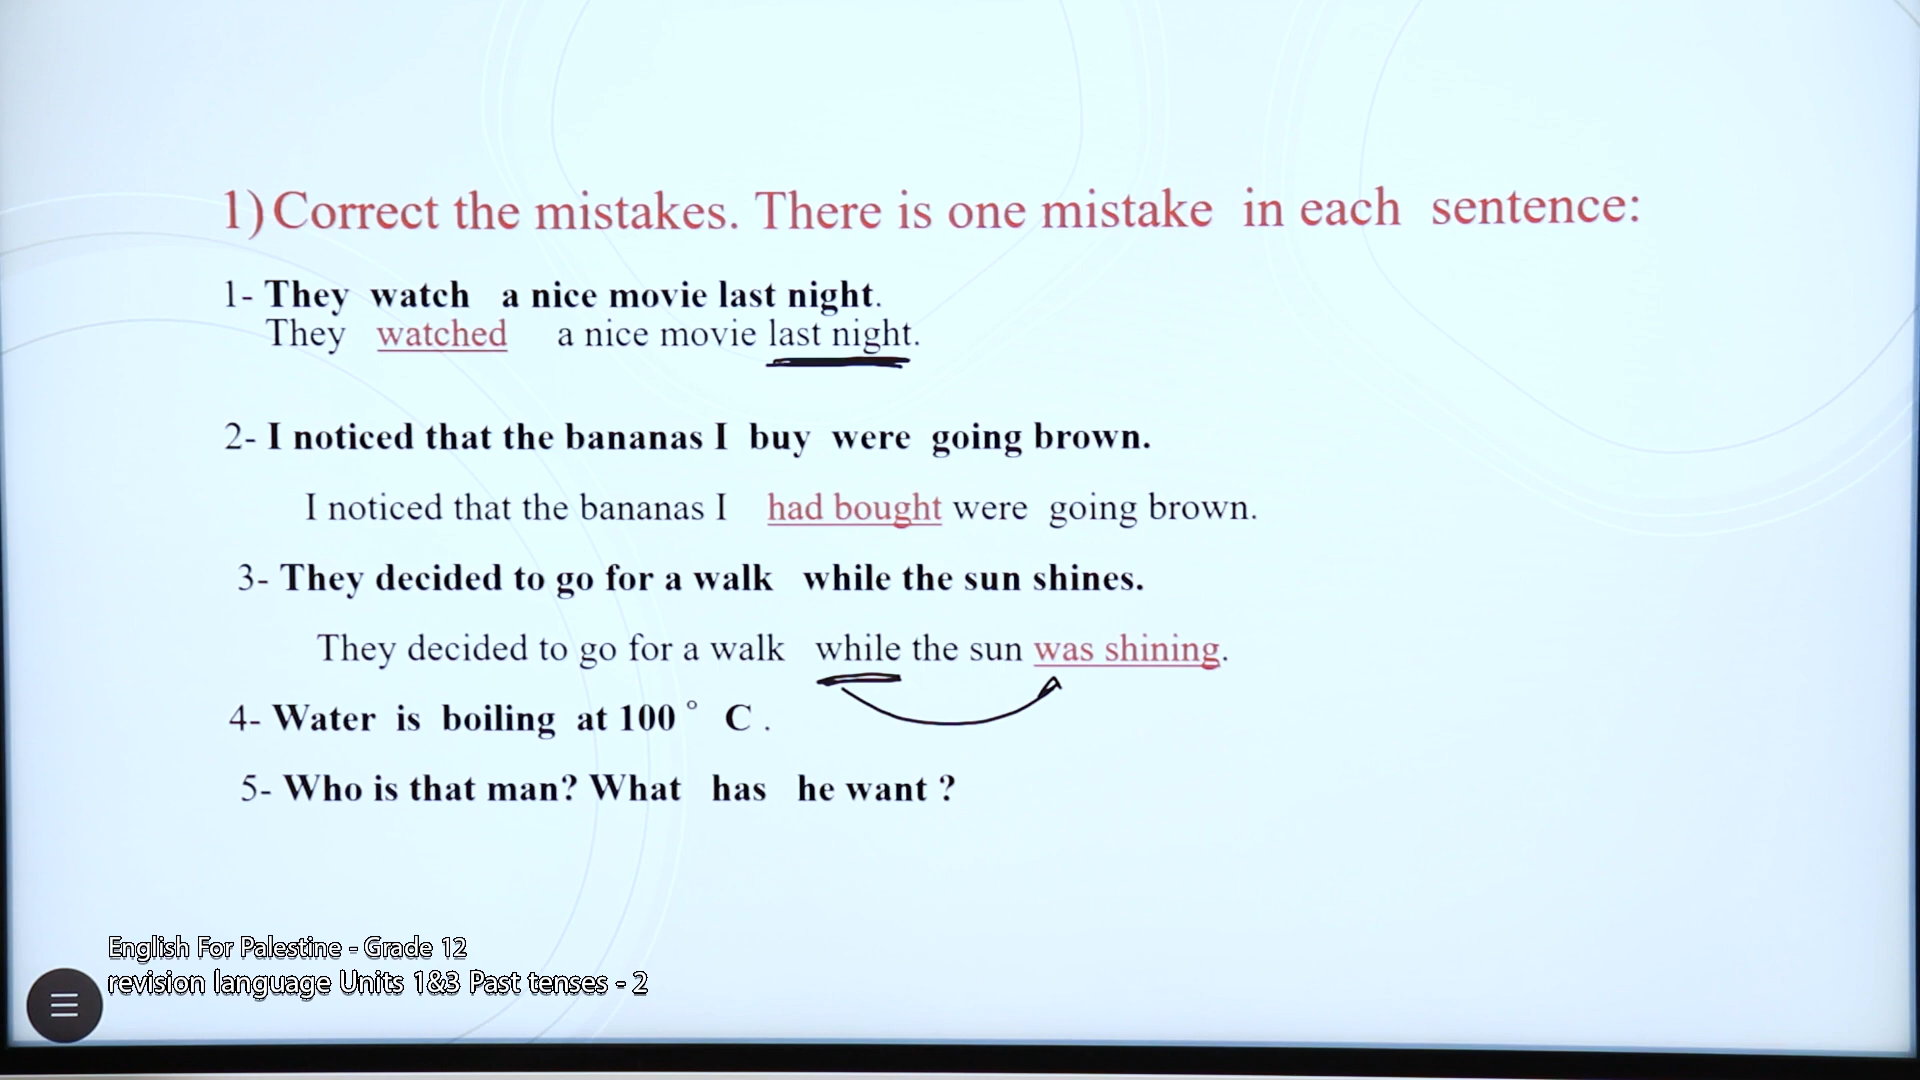 1) Correct the mistakes. There is one mistake in each sentence:
1- They watch a nice movie last night.
They watched a nice movie last night.
2- I noticed that the bananas I buy were going brown.
I noticed that the bananas I had bought were going brown.
3- They decided to go for a walk while the sun shines.
They decided to go for a walk while the sun was shining.
4- Water is boiling at 100° C .
5- Who is that man? What has he want ?
English For Palestine - Grade 12
revision language Units 1&3 Past tenses - 2